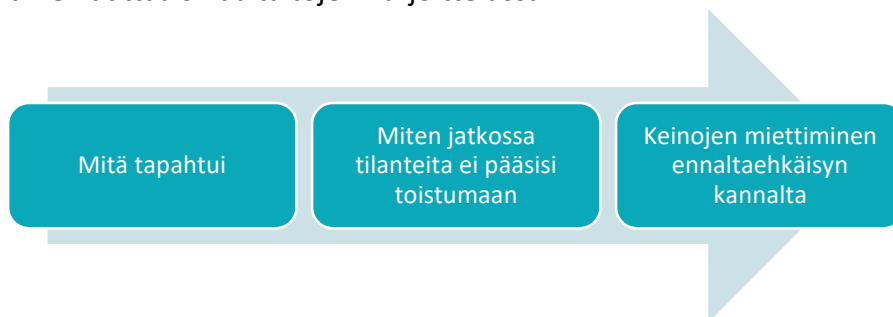 Mitä tapahtui
Miten jatkossa
tilanteita ei pääsisi
toistumaan
Keinojen miettiminen
ennaltaehkäisyn
kannalta